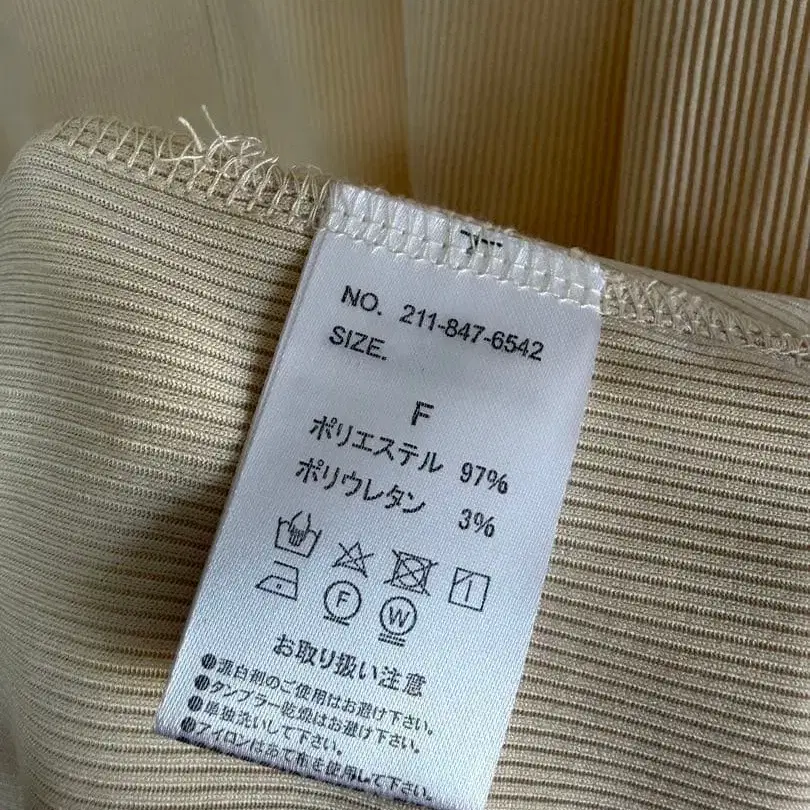 NO. 211-847-6542
SIZE.
F
ポリエステル 97%
ポリウレタン 3%
F W
お取り扱い注意
●漂白剤のご使用はお避け下さい。
●タンブラー乾燥はお避け下さい。
●単独洗いして下さい。
●アイロンはあて布を使用して下さい。